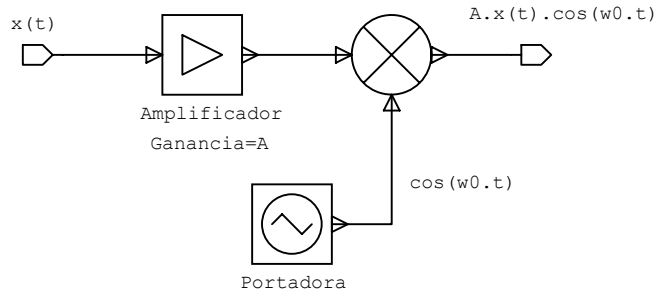 x(t)
A.x(t).cos(w0.t)
Amplificador
Ganancia=A
cos(w0.t)
Portadora